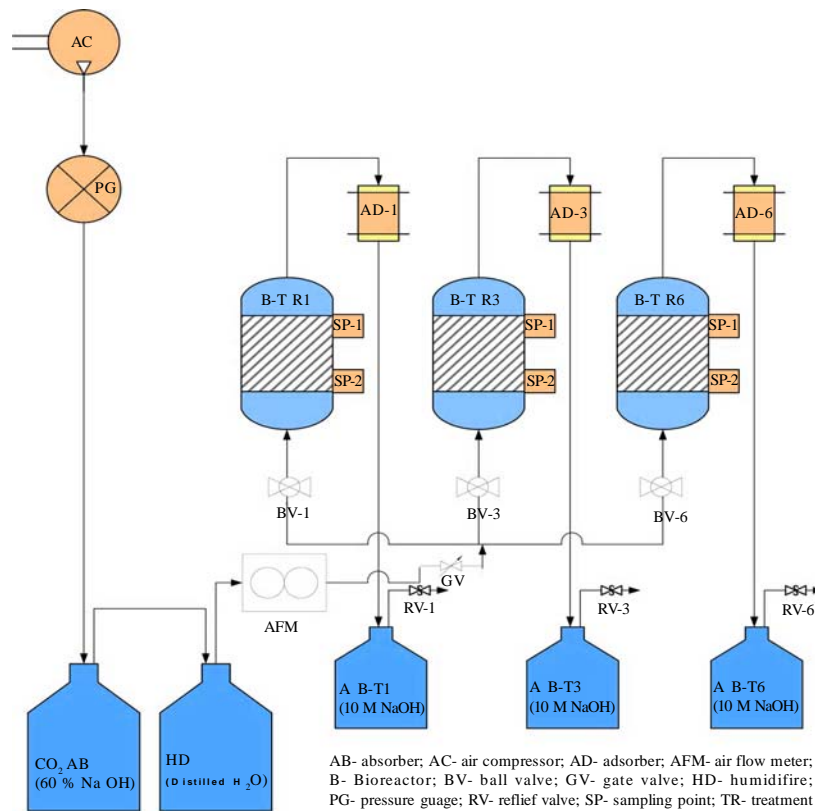 AC
PG
AD-1
AD-3
AD-6
B-T R1
B-T R3
B-T R6
SP-1
SP-1
SP-1
SP-2
SP-2
SP-2
BV-1
BV-3
BV-6
GV
AFM
RV-1
RV-3
RV-6
A B-T1
(10 M NaOH)
A B-T3
(10 M NaOH)
A B-T6
(10 M NaOH)
CO₂ AB
(60 % Na OH)
HD
(Distilled H₂O)
AB- absorber; AC- air compressor; AD- adsorber; AFM- air flow meter;
B- Bioreactor; BV- ball valve; GV- gate valve; HD- humidifire;
PG- pressure guage; RV- reflief valve; SP- sampling point; TR- treatment